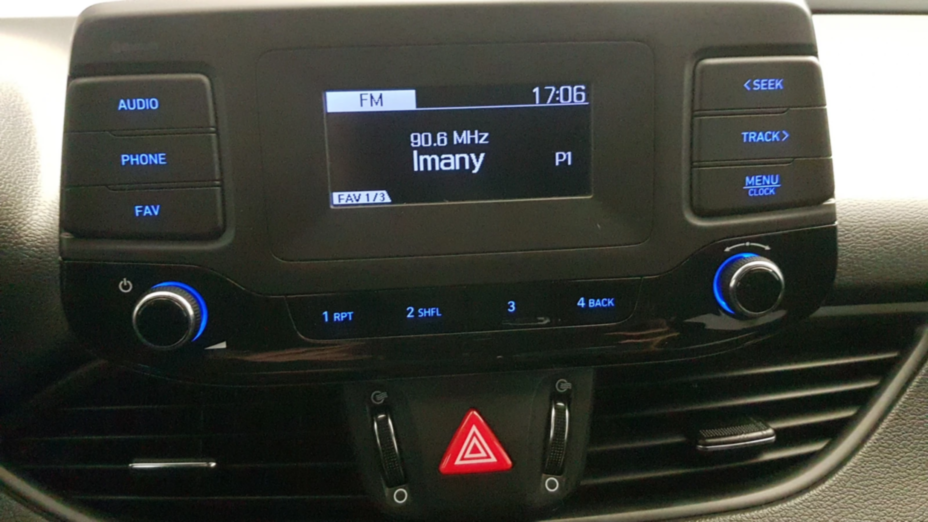 AUDIO
PHONE
FAV
FM
17:06
90.6 MHz
Imany
P1
FAV 1/3
<SEEK
TRACK>
MENU
CLOCK
1 RPT
2 SHFL
3
4 BACK